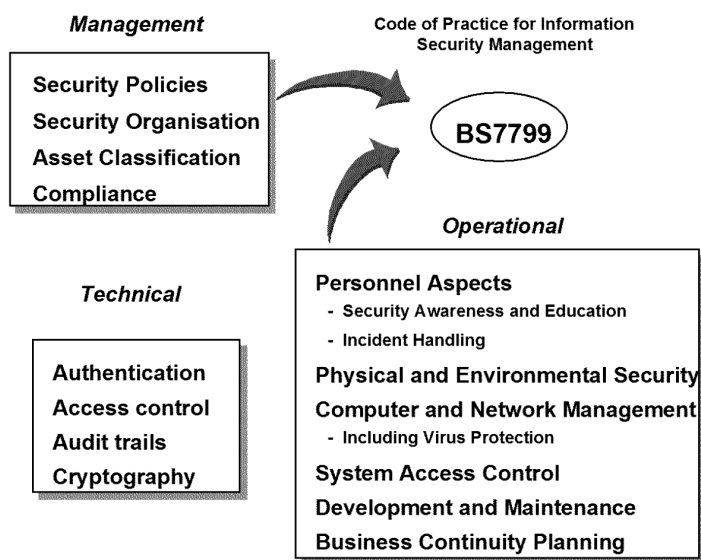 Management
Security Policies
Security Organisation
Asset Classification
Compliance
Code of Practice for Information
Security Management
BS7799
Technical
Authentication
Access control
Audit trails
Cryptography
Operational
Personnel Aspects
- Security Awareness and Education
- Incident Handling
Physical and Environmental Security
Computer and Network Management
- Including Virus Protection
System Access Control
Development and Maintenance
Business Continuity Planning